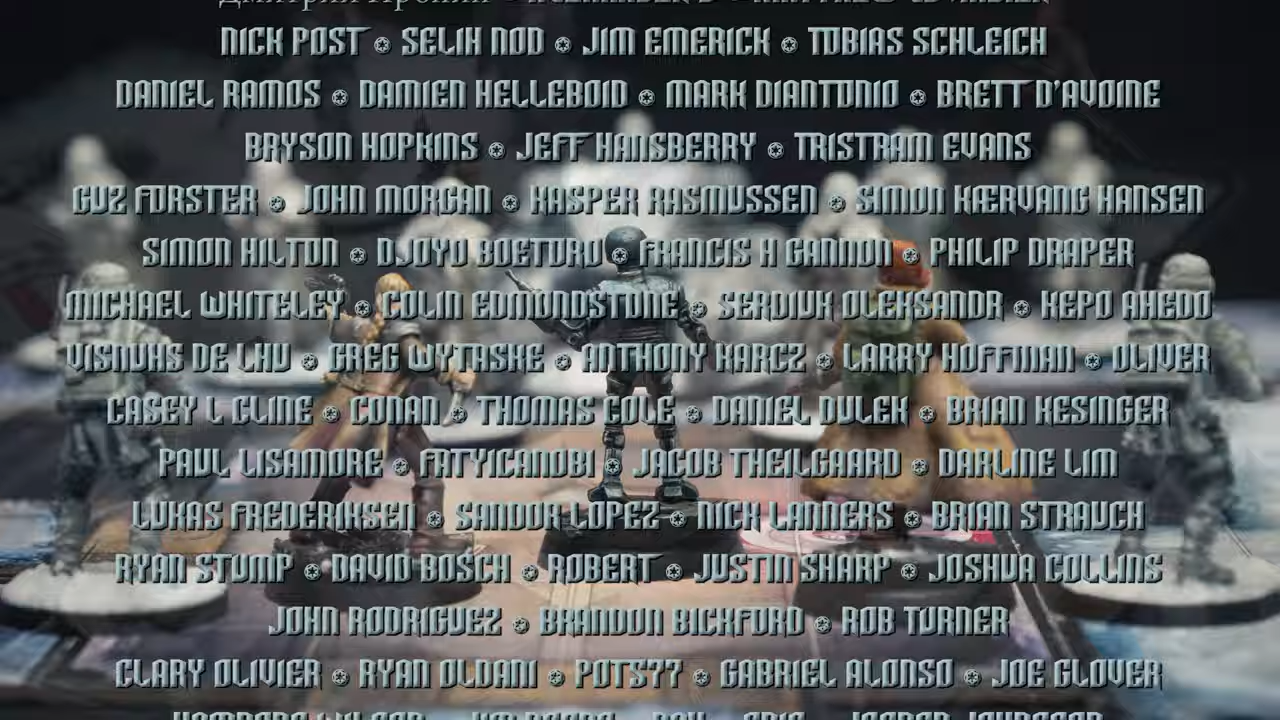 NICK POST • SELIK NOD • JIM EMERICK • TOBIAS SCHLEICH
DANIEL RAMOS • DAMIEN HELLEBOID • MARK DIANTONIO • BRETT D'AVOINE
BRYSON HOPKINS • JEFF HANSBERRY • TRISTRAM EVANS
GUZ FORSTER • JOHN MORGAN • KASPER RASMUSSEN • SIMON KÆRVANG HANSEN
SIMON HILTON • DJOYO BOETORO • FRANCIS H GANNON • PHILIP DRAPER
MICHAEL WHITELEY • COLIN EDMONDSTONE • SERDIUK OLEKSANDR • KEPO AKEDO
VISNUHS DE LHU • GREG WYTASKE • ANTHONY KARCZ • LARRY HOFFMAN • OLIVER
CASEY L CLINE • CONAN • THOMAS COLE • DANIEL DULEK • BRIAN KESINGER
PAUL LISAMORE • FATYICANOBI • JACOB THEILGAARD • DARLINE LIM
LUKAS FREDERIKSEN • SANDOR LOPEZ • NICK LANNERS • BRIAN STRAUCH
RYAN STUMP • DAVID BOŚCH • ROBERT • JUSTIN SHARP • JOSHUA COLLINS
JOHN RODRIGUEZ • BRANDON BICKFORD • ROB TURNER
CLARY OLIVIER • RYAN OLDANI • POTS77 • GABRIEL ALONSO • JOE GLOVER